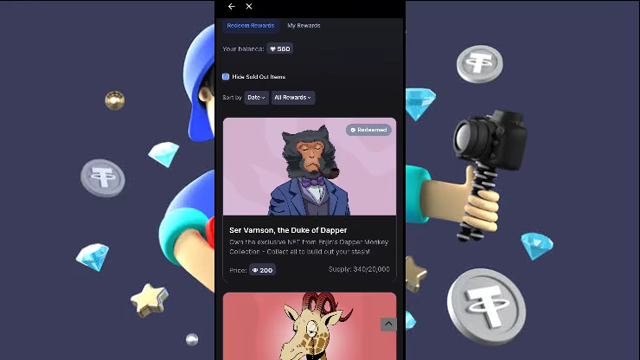 Redeem Rewards My Rewards
Your balance: 560
Hide Sold Out Items
Sort by Date All Rewards
Redeemed
Ser Varnson, the Duke of Dapper
Own the exclusive NFT from Enjin's Dapper Monkey
Collection - Collect all to build out your stash!
Price: 200 Supply: 340/20,000